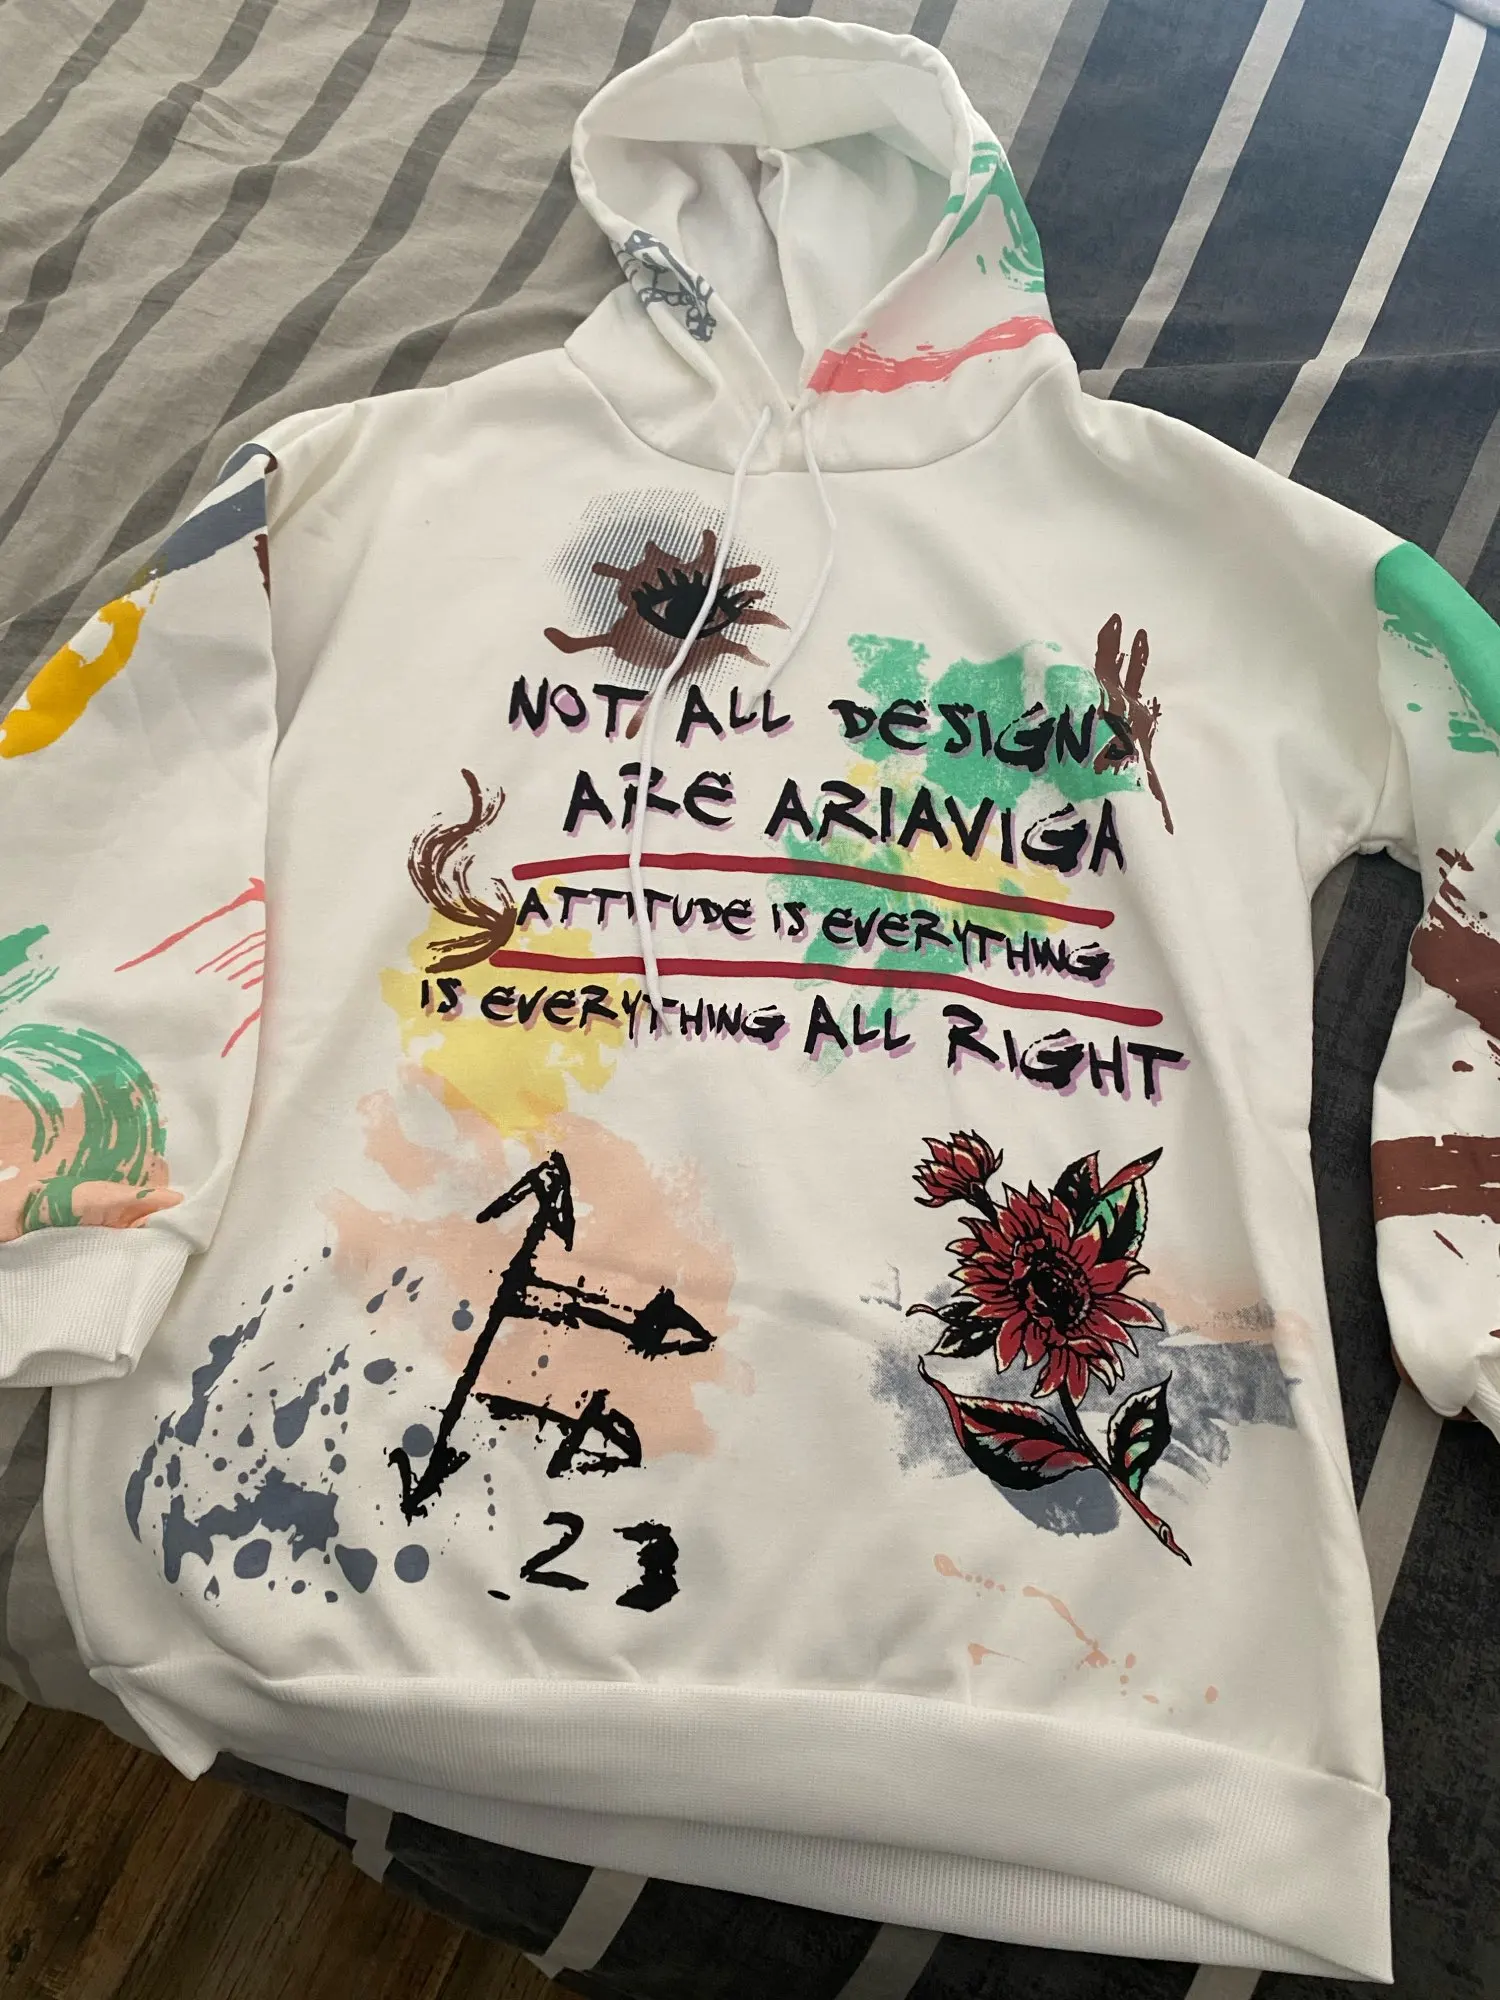 NOT ALL DESIGNS
ARE ARIAVIGA
ATTITUDE IS EVERYTHING
IS EVERYTHING ALL RIGHT
23